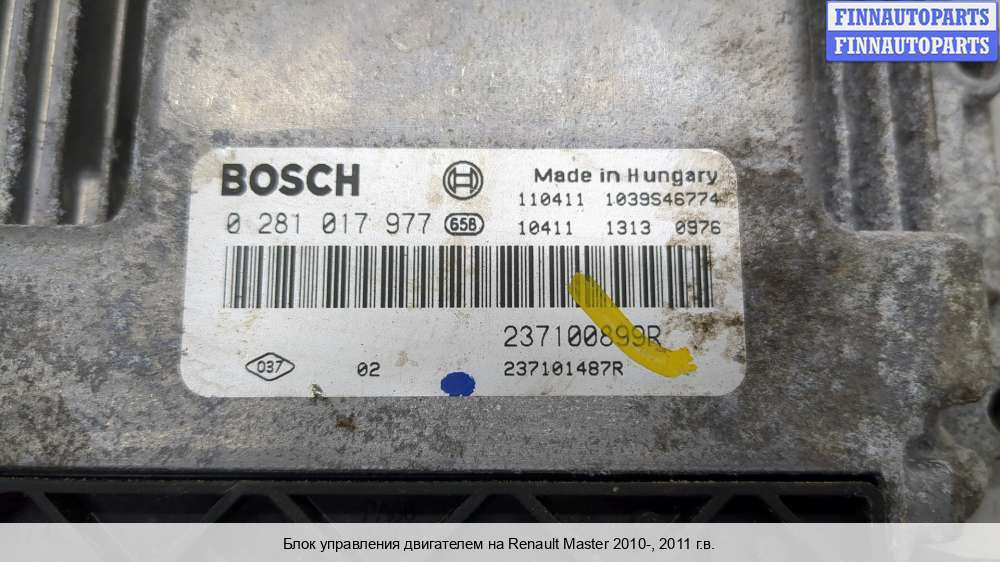 FINNAUTOPARTS
FINNAUTOPARTS
BOSCH Made in Hungary
110411 1039S46774
0 281 017 977 65B 10411 1313 0976
237100899R
037 02 237101487R
Блок управления двигателем на Renault Master 2010-, 2011 г.в.